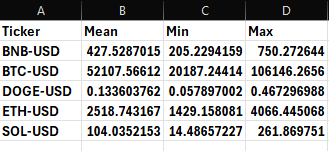 A B C D
Ticker Mean Min Max
BNB-USD 427.5287015 205.2294159 750.272644
BTC-USD 52107.56612 20187.24414 106146.2656
DOGE-USD 0.133603762 0.057897002 0.467296988
ETH-USD 2518.743167 1429.158081 4066.445068
SOL-USD 104.0352153 14.48657227 261.869751